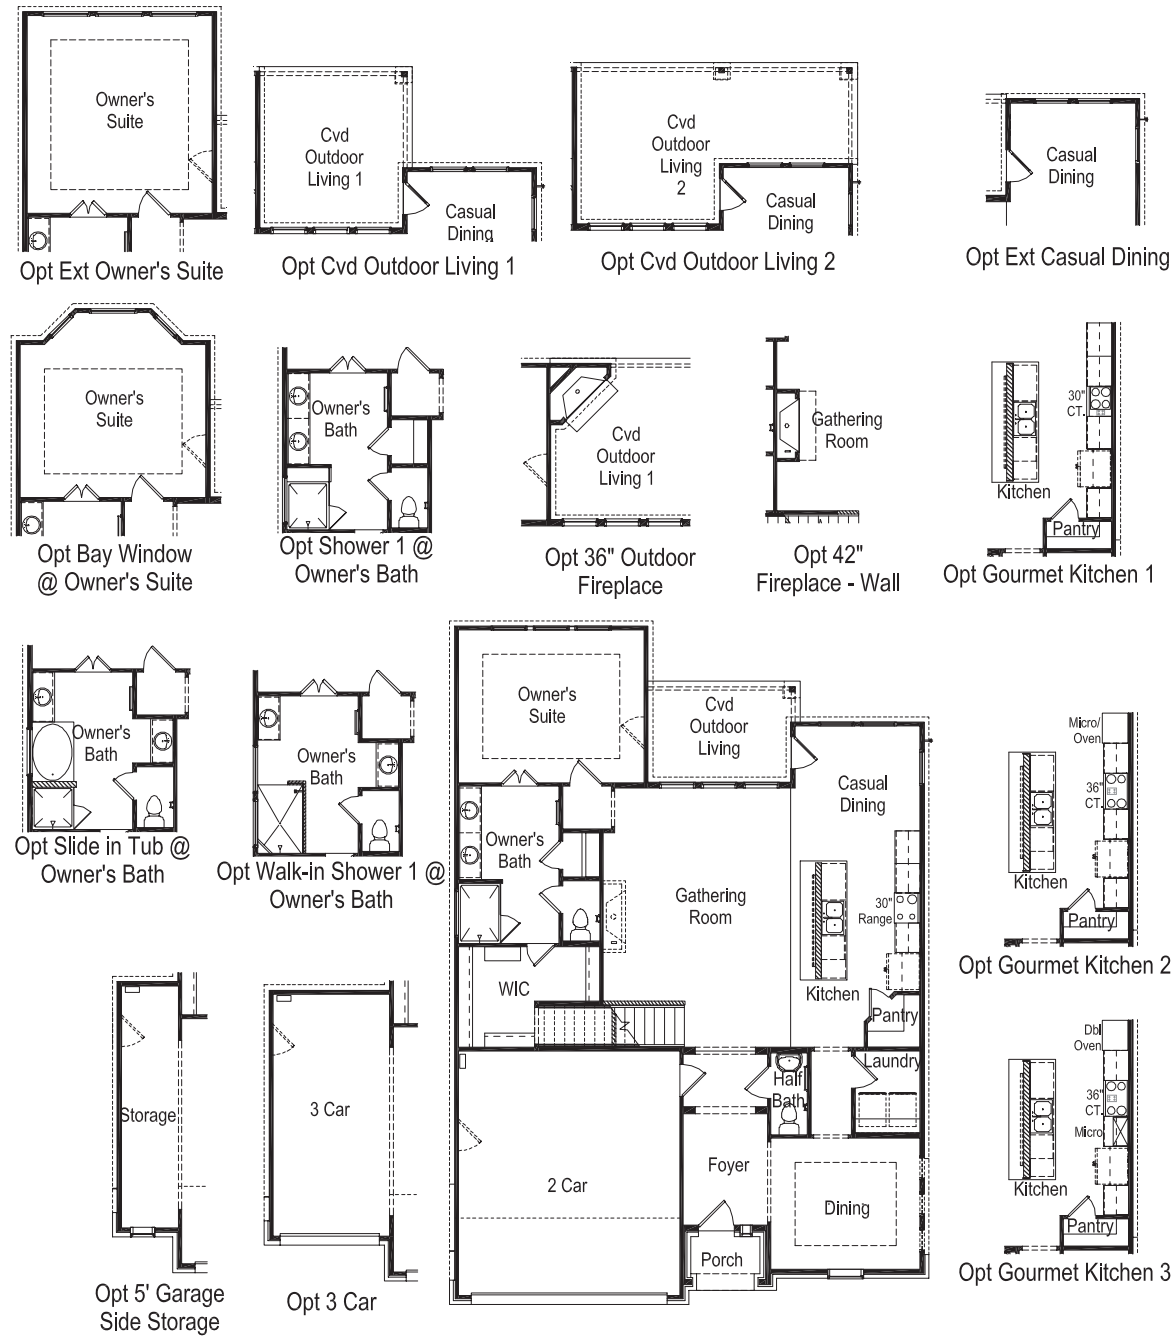 Owner's
Suite
Opt Ext Owner's Suite
Cvd
Outdoor
Living 1
Casual
Dining
Opt Cvd Outdoor Living 1
Cvd
Outdoor
Living
2
Casual
Dining
Opt Cvd Outdoor Living 2
Casual
Dining
Opt Ext Casual Dining
Owner's
Suite
Opt Bay Window
@ Owner's Suite
Owner's
Bath
Opt Shower 1 @
Owner's Bath
Cvd
Outdoor
Living 1
Opt 36" Outdoor
Fireplace
Gathering
Room
Opt 42"
Fireplace - Wall
30"
CT.
Kitchen
Pantry
Opt Gourmet Kitchen 1
Owner's
Bath
Opt Slide in Tub @
Owner's Bath
Owner's
Bath
Opt Walk-in Shower 1 @
Owner's Bath
Owner's
Suite
Cvd
Outdoor
Living
Casual
Dining
Owner's
Bath
Gathering
Room
30"
Range
Kitchen
WIC
Pantry
Laundry
Half
Bath
2 Car
Foyer
Dining
Porch
Micro/
Oven
36"
CT.
Kitchen
Pantry
Opt Gourmet Kitchen 2
Storage
Opt 5' Garage
Side Storage
3 Car
Opt 3 Car
Dbl
Oven
36"
CT.
Micro
Kitchen
Pantry
Opt Gourmet Kitchen 3